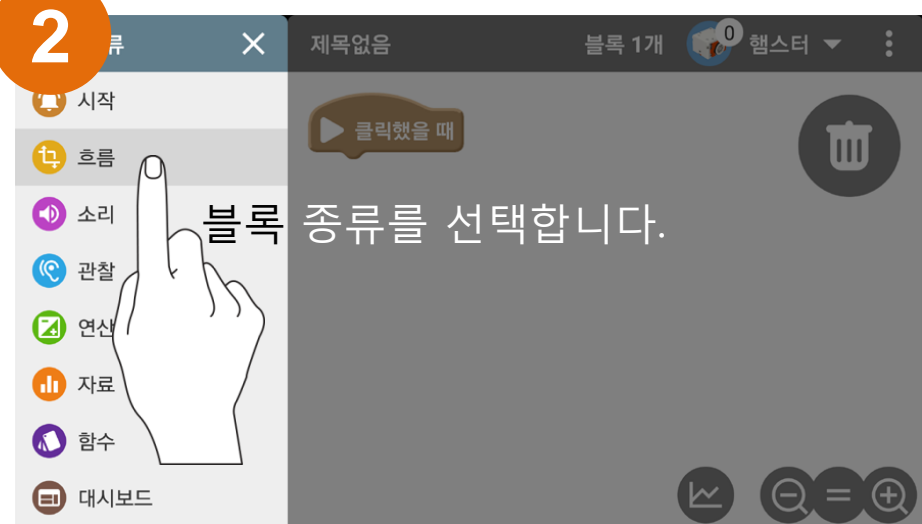 2
류
제목없음
블록 1개
0
햄스터
시작
클릭했을 때
흐름
소리
블록 종류를 선택합니다.
관찰
연산
자료
함수
대시보드